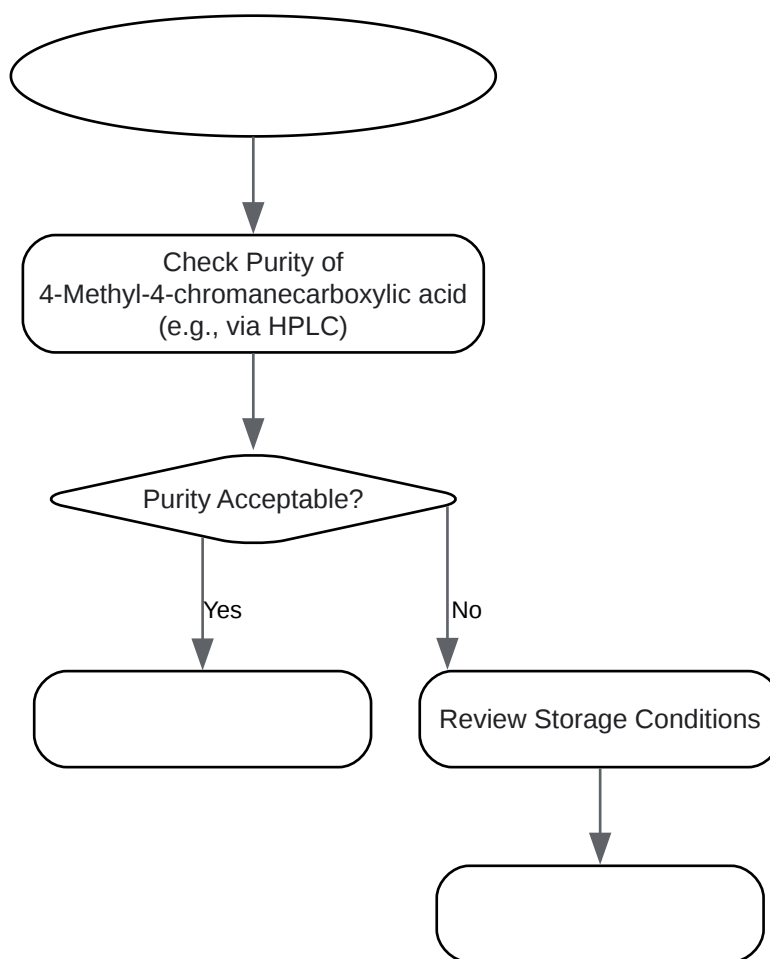 Check Purity of
4-Methyl-4-chromanecarboxylic acid
(e.g., via HPLC)
Purity Acceptable?
Yes
No
Review Storage Conditions